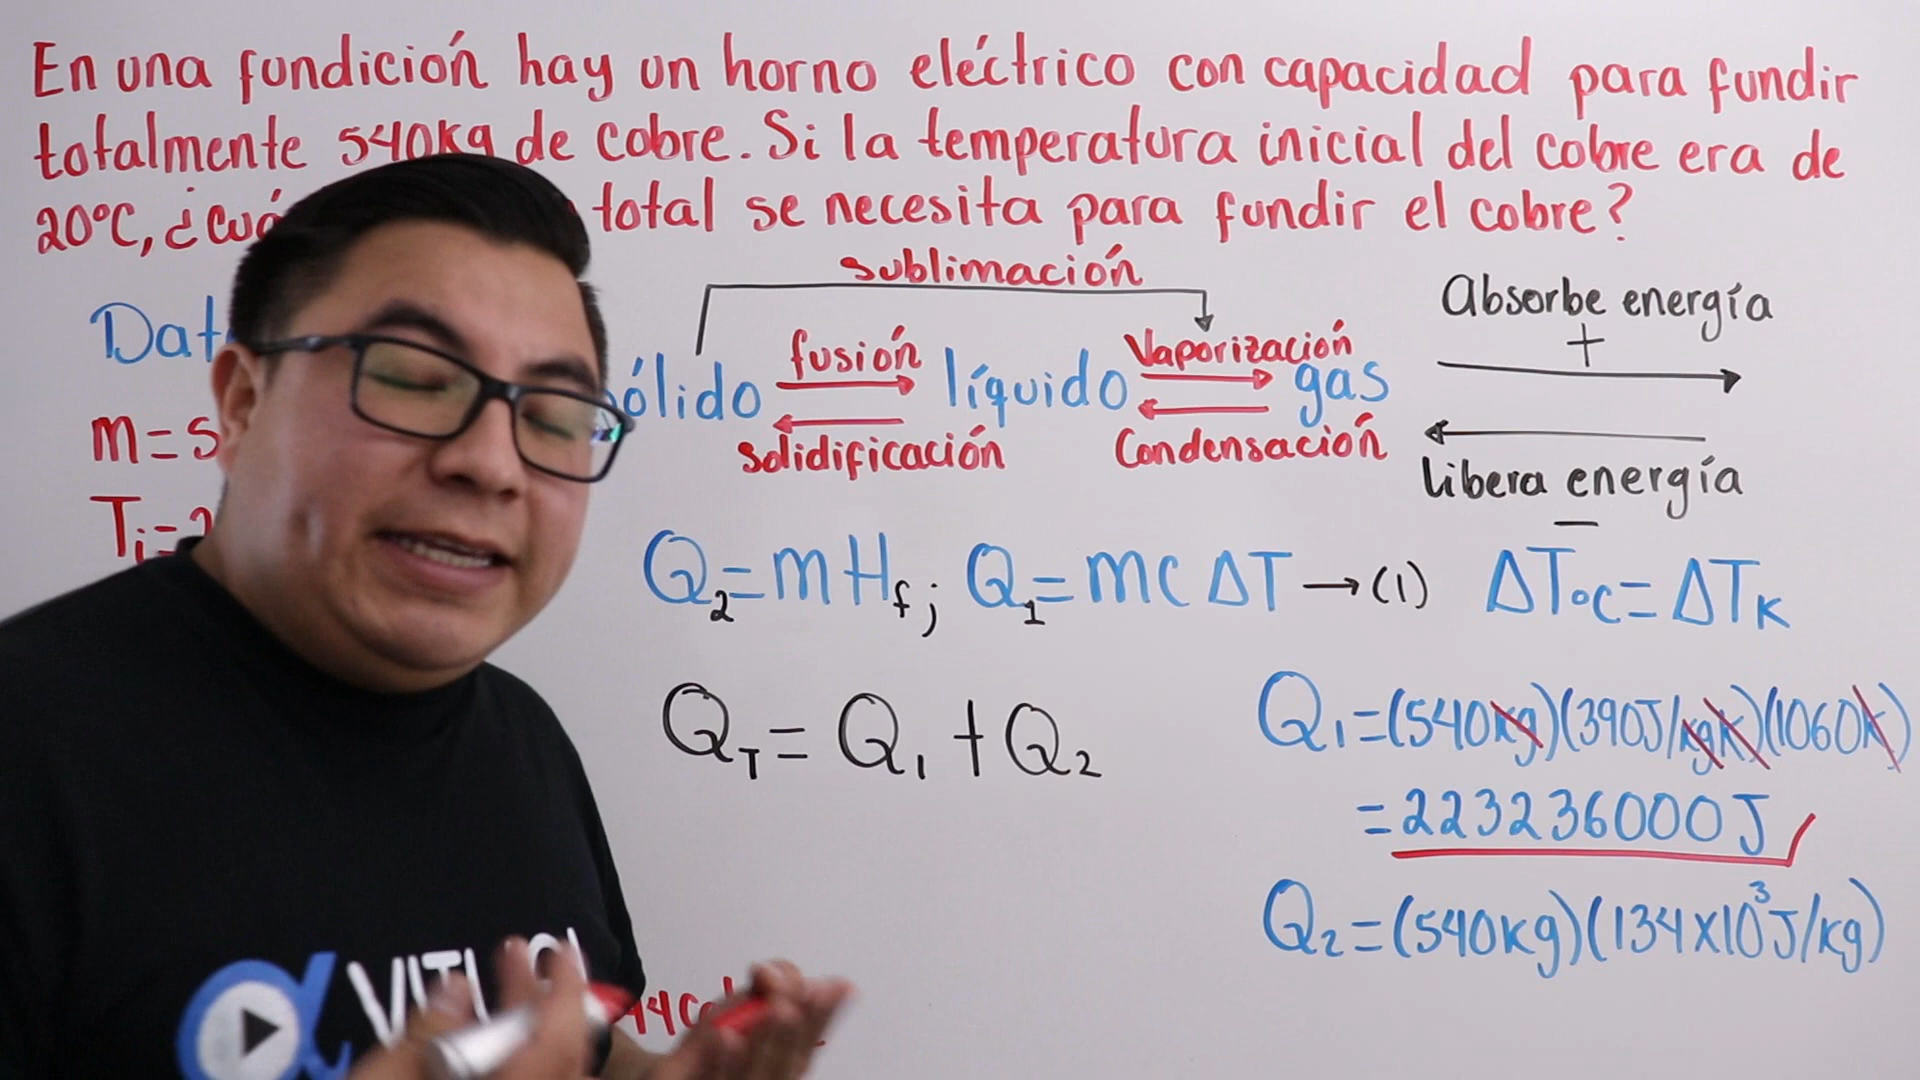 En una fundición hay un horno eléctrico con capacidad para fundir
totalmente 540kg de cobre. Si la temperatura inicial del cobre era de
20°C, ¿cuá total se necesita para fundir el cobre?
sublimación
Absorbe energía
+
Dat
fusión
Vaporización
ólido líquido gas
solidificación
Condensación
libera energía
−
m=5
Ti=2
Q2=mHf; Q1=mCΔT→(1) ΔT°C=ΔTK
QT=Q1+Q2
Q1=(540kg)(390J/kgK)(1060K)
=223236000J
Q2=(540kg)(134x10³J/kg)